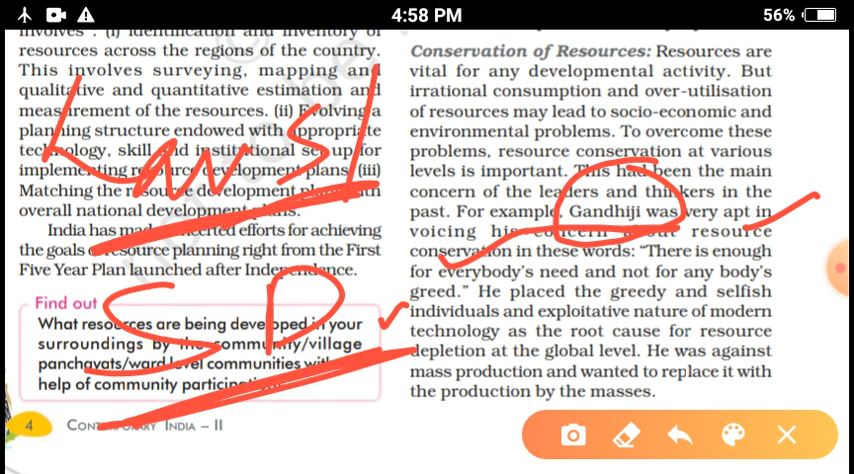 4:58 PM
56%
involves : (i) identification and inventory of
resources across the regions of the country.
This involves surveying, mapping and
qualitative and quantitative estimation and
measurement of the resources. (ii) Evolving a
planning structure endowed with appropriate
technology, skill and institutional set up for
implementing resource development plans. (iii)
Matching the resource development plans with
overall national development plans.
India has made concerted efforts for achieving
the goals of resource planning right from the First
Five Year Plan launched after Independence.
Find out
What resources are being developed in your
surroundings by the community/village
panchayats/ward level communities with
help of community participation?
4 CONTEMPORARY INDIA – II
Conservation of Resources: Resources are
vital for any developmental activity. But
irrational consumption and over-utilisation
of resources may lead to socio-economic and
environmental problems. To overcome these
problems, resource conservation at various
levels is important. This had been the main
concern of the leaders and thinkers in the
past. For example, Gandhiji was very apt in
voicing his concern about resource
conservation in these words: “There is enough
for everybody’s need and not for any body’s
greed.” He placed the greedy and selfish
individuals and exploitative nature of modern
technology as the root cause for resource
depletion at the global level. He was against
mass production and wanted to replace it with
the production by the masses.